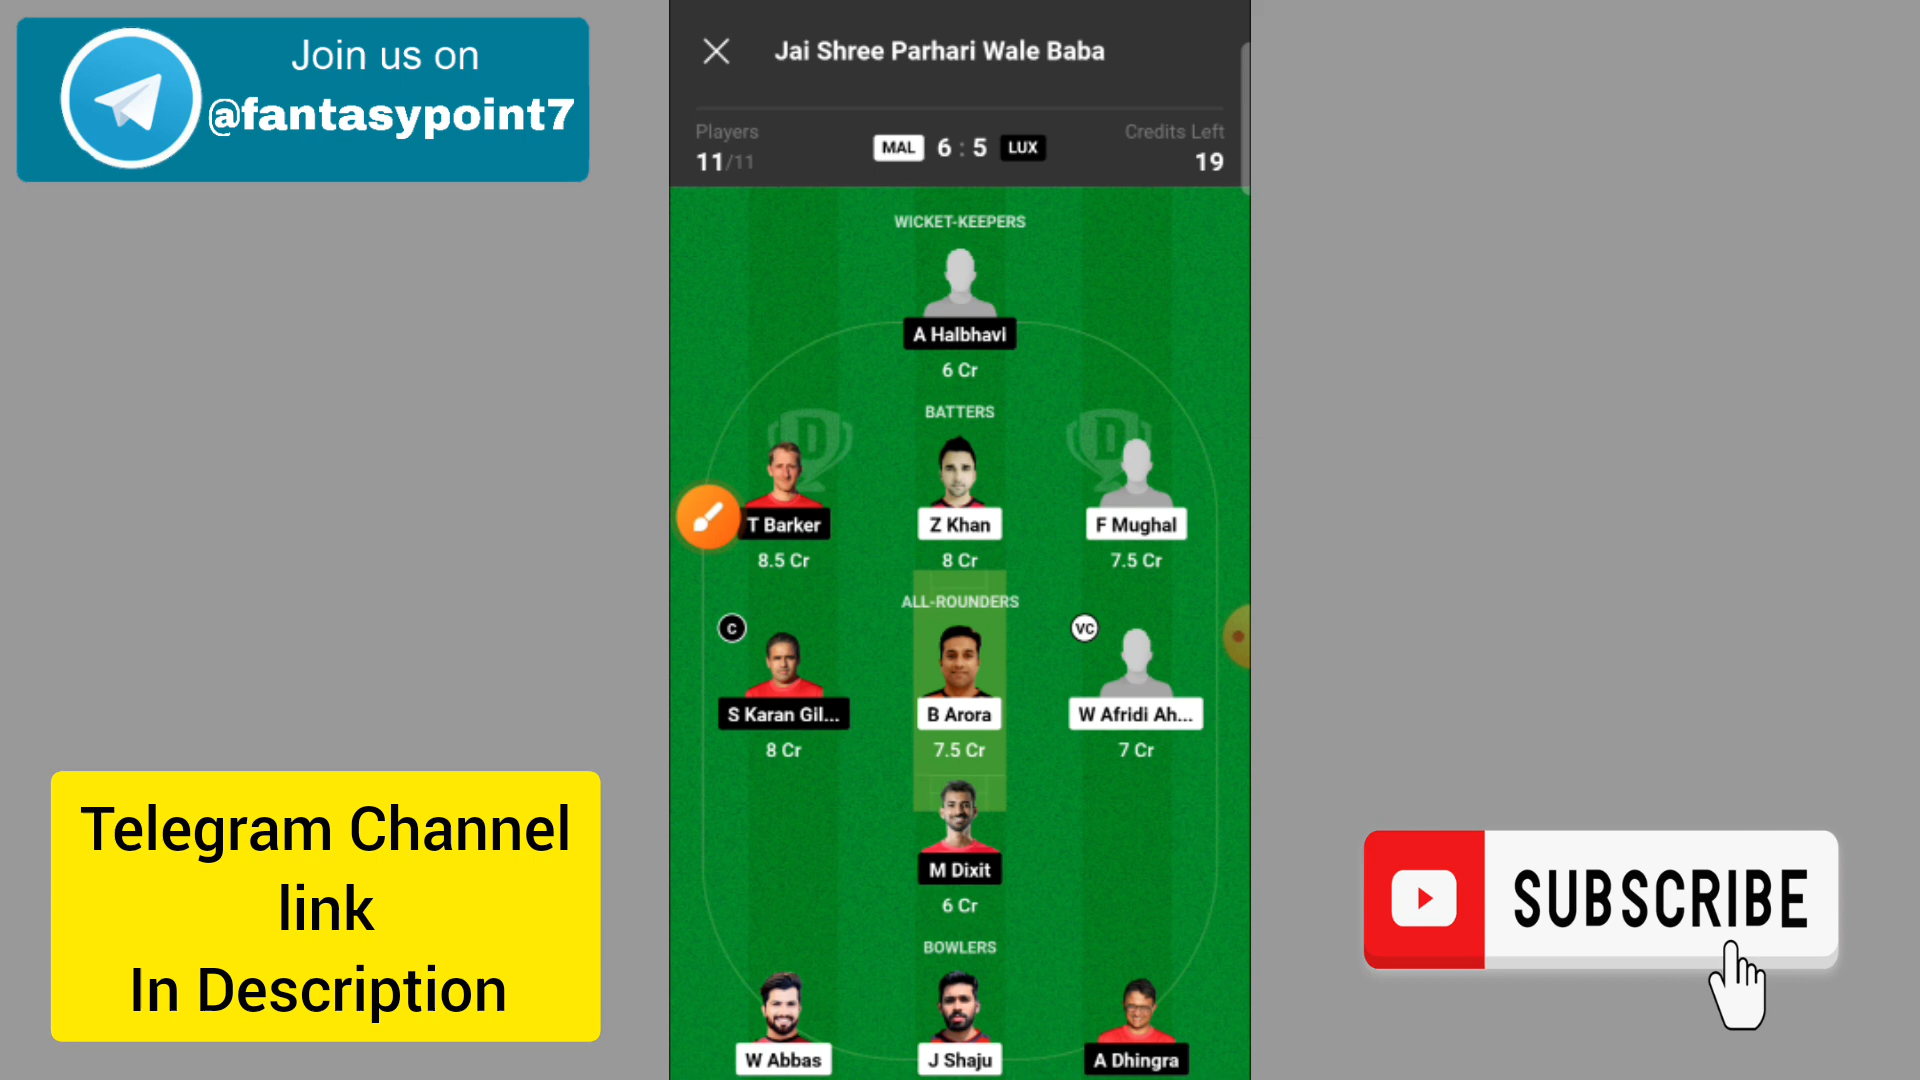 Join us on
@fantasypoint7
Jai Shree Parhari Wale Baba
Players
11/11
MAL 6 : 5 LUX
Credits Left
19
WICKET-KEEPERS
A Halbhavi
6 Cr
BATTERS
D D
T Barker Z Khan F Mughal
8.5 Cr 8 Cr 7.5 Cr
ALL-ROUNDERS
C VC
S Karan Gil... B Arora W Afridi Ah...
8 Cr 7.5 Cr 7 Cr
M Dixit
6 Cr
BOWLERS
W Abbas J Shaju A Dhingra
Telegram Channel
link
In Description
SUBSCRIBE